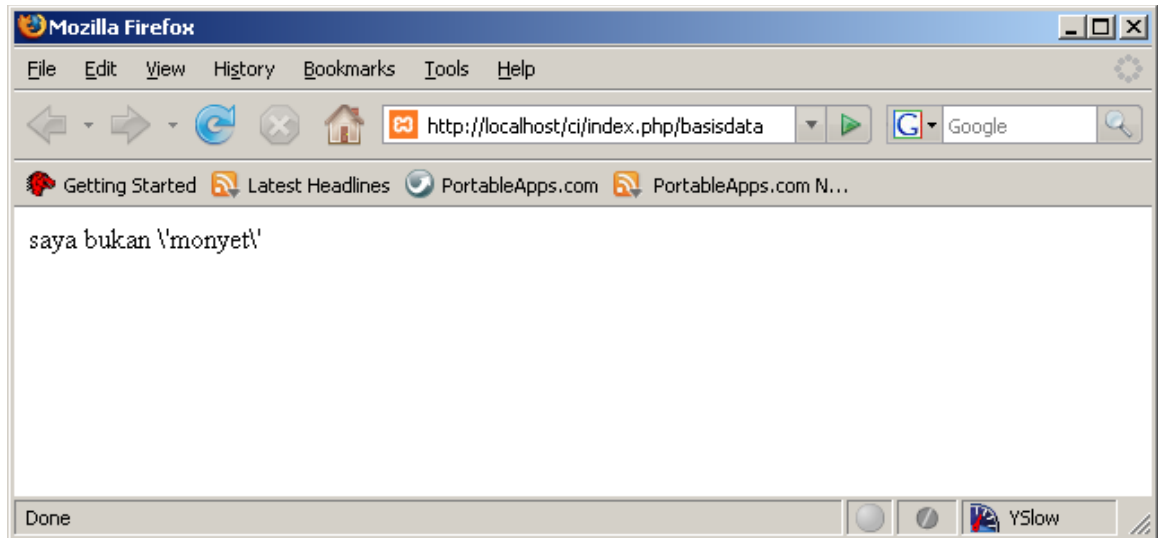 Mozilla Firefox
File Edit View History Bookmarks Tools Help
http://localhost/ci/index.php/basisdata G Google
Getting Started Latest Headlines PortableApps.com PortableApps.com N...
saya bukan \'monyet\'
Done YSlow